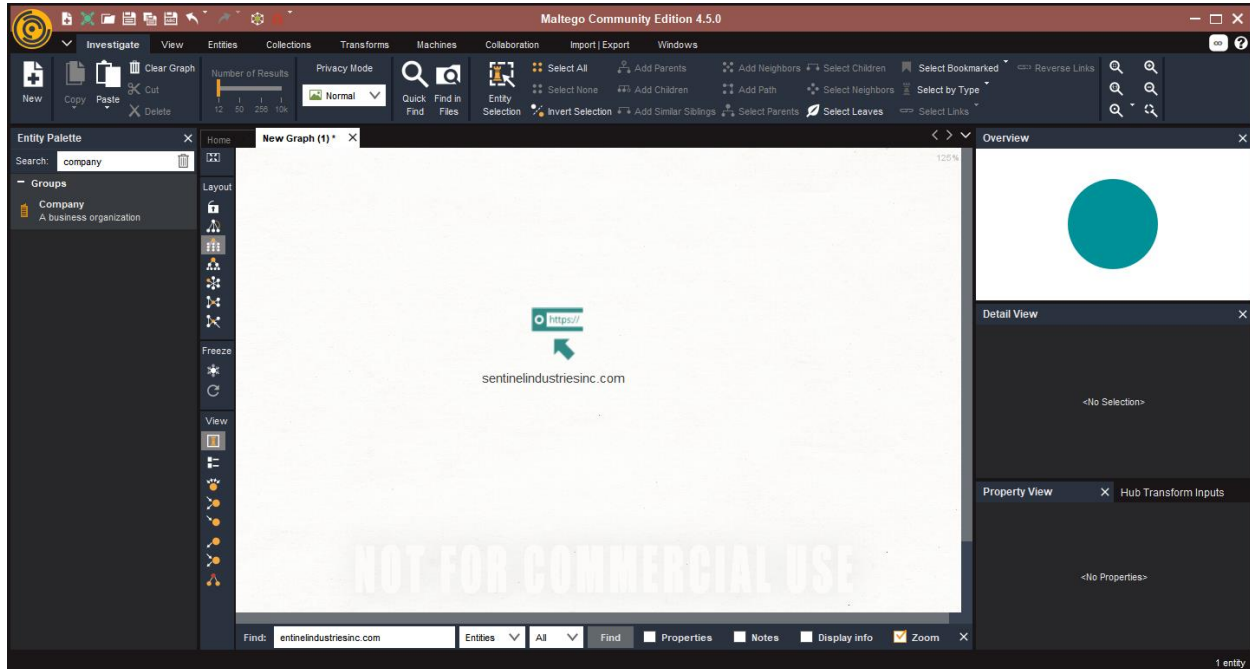 Maltego Community Edition 4.5.0
Investigate View Entities Collections Transforms Machines Collaboration Import | Export Windows
New
Copy
Paste
Clear Graph
Cut
Delete
Number of Results
12 50 256 10k
Privacy Mode
Normal
Quick Find
Find in Files
Entity Selection
Select All
Select None
Invert Selection
Add Parents
Add Children
Add Similar Siblings
Add Neighbors
Add Path
Select Parents
Select Children
Select Neighbors
Select Leaves
Select Bookmarked
Select by Type
Select Links
Reverse Links
Entity Palette
Search: company
Groups
Company
A business organization
Home
New Graph (1) *
125%
Layout
Freeze
View
https://
sentinelindustriesinc.com
NOT FOR COMMERCIAL USE
Overview
Detail View
<No Selection>
Property View
Hub Transform Inputs
<No Properties>
Find: entinelindustriesinc.com Entities All Find Properties Notes Display info Zoom
1 entity